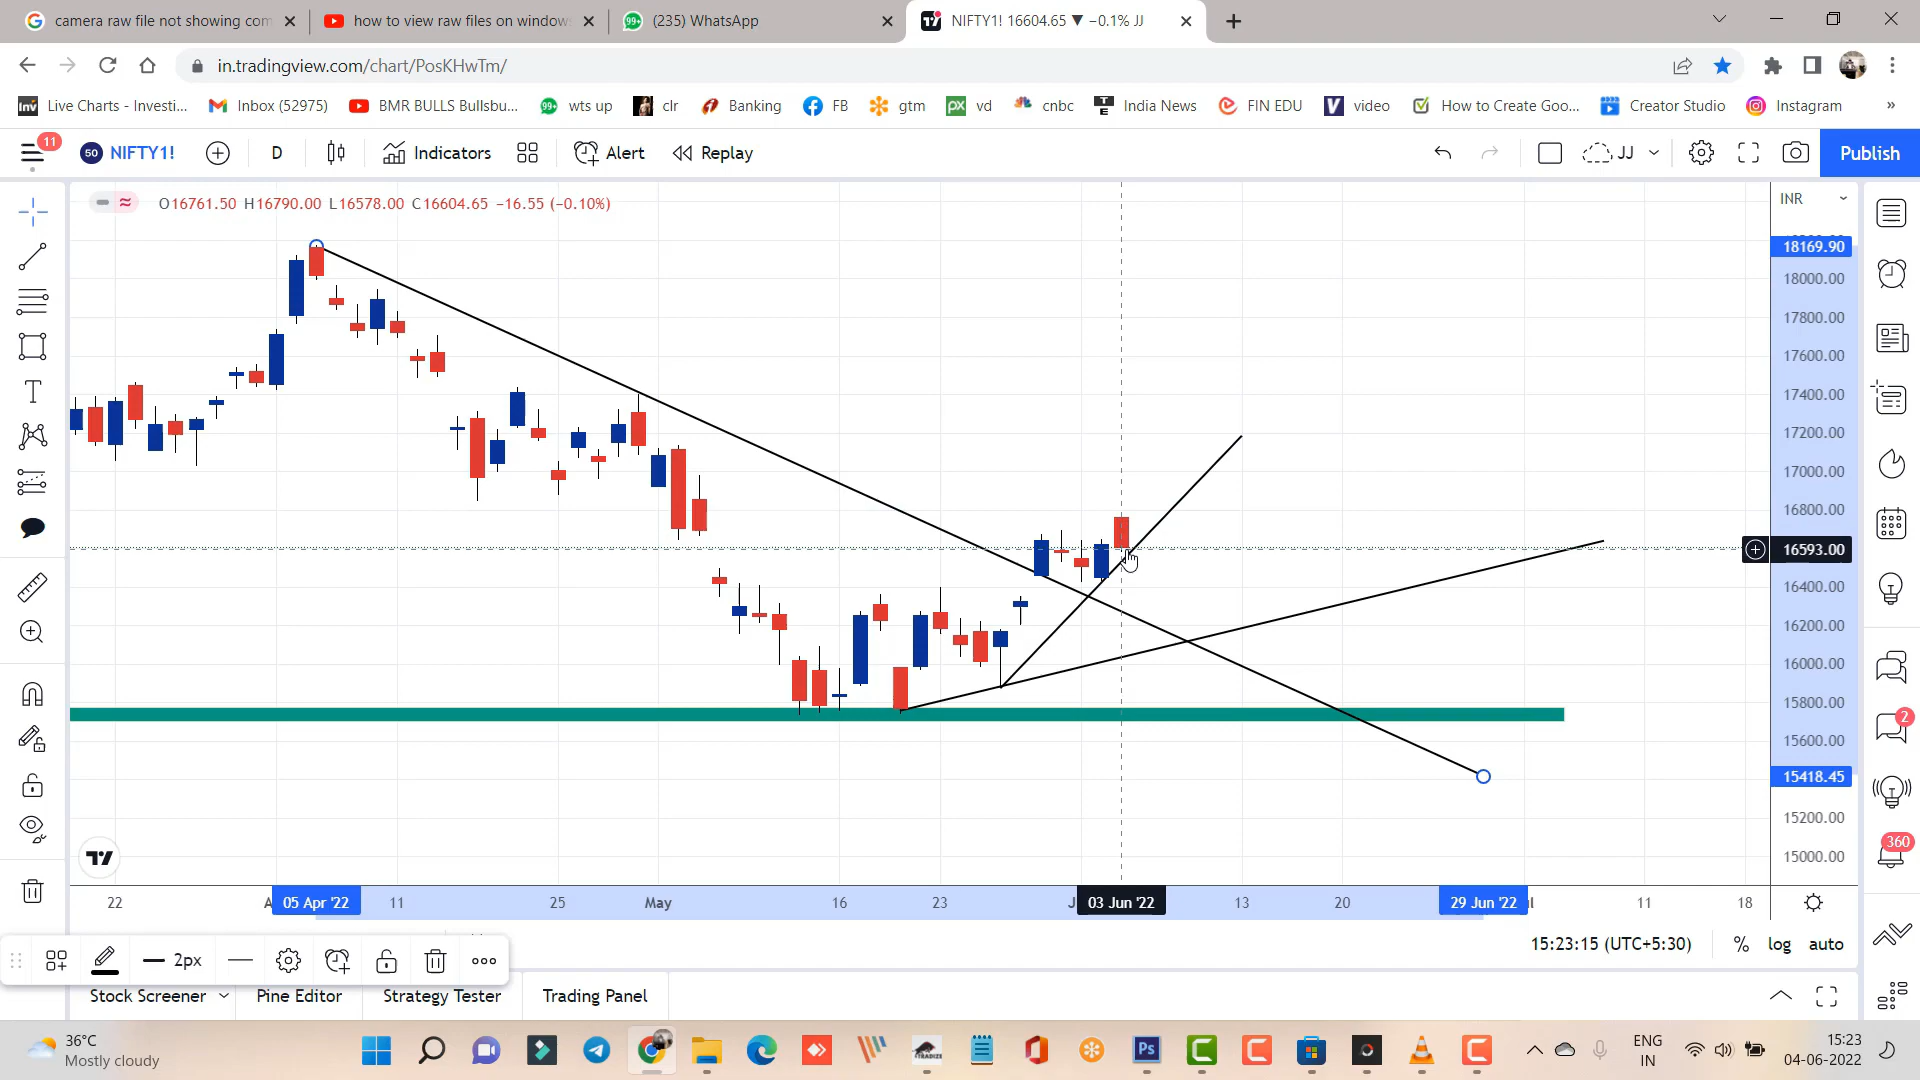 camera raw file not showing com
how to view raw files on window
99+ (235) WhatsApp
NIFTY1! 16604.65 ▼ −0.1% JJ
in.tradingview.com/chart/PosKHwTm/
Inv Live Charts - Investi...
Inbox (52975)
BMR BULLS Bullsbu...
99+ wts up
clr
Banking
FB
gtm
px vd
cnbc
India News
FIN EDU
V video
How to Create Goo...
Creator Studio
Instagram
»
11
50 NIFTY1!
D
Indicators
Alert
Replay
JJ
Publish
O16761.50 H16790.00 L16578.00 C16604.65 −16.55 (−0.10%)
INR
18169.90
18000.00
17800.00
17600.00
17400.00
17200.00
17000.00
16800.00
16593.00
16400.00
16200.00
16000.00
15800.00
15600.00
15418.45
15200.00
15000.00
2
360
22
A
05 Apr '22
11
25
May
16
23
J
03 Jun '22
13
20
29 Jun '22
ul
11
18
15:23:15 (UTC+5:30)
%
log
auto
2px
Stock Screener
Pine Editor
Strategy Tester
Trading Panel
36°C
Mostly cloudy
Ps
ENG
IN
15:23
04-06-2022